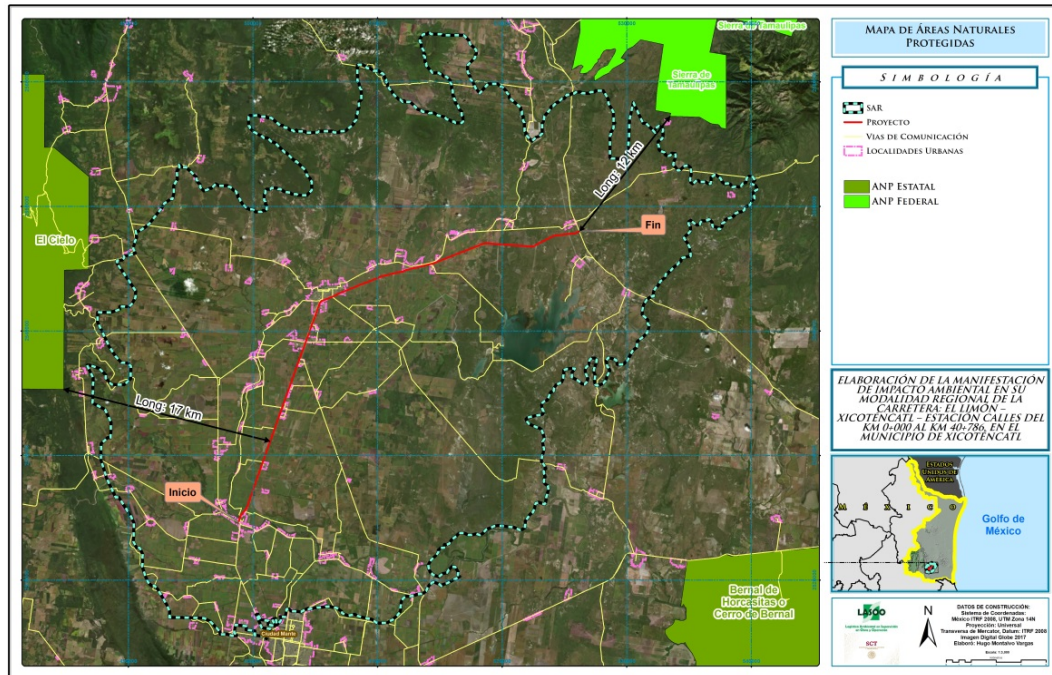 MAPA DE ÁREAS NATURALES
PROTEGIDAS
SIMBOLOGÍA
SAR
PROYECTO
VIAS DE COMUNICACIÓN
LOCALIDADES URBANAS
ANP ESTATAL
ANP FEDERAL
ELABORACIÓN DE LA MANIFESTACIÓN
DE IMPACTO AMBIENTAL EN SU
MODALIDAD REGIONAL DE LA
CARRETERA: EL LIMÓN –
XICOTÉNCATL – ESTACIÓN CALLES DEL
KM 0+000 AL KM 40+786, EN EL
MUNICIPIO DE XICOTÉNCATL
ESTADOS
UNIDOS DE
AMÉRICA
MÉXICO
Golfo de
México
LASOO
SCT
N
DATOS DE CONSTRUCCIÓN:
Sistema de Coordenadas:
México ITRF 2008, UTM Zona 14N
Proyección: Universal
Transversa de Mercator, Datum: ITRF 2008
Imagen Digital Globe 2017
Elaboró: Hugo Montalvo Vargas
Sierra de Tamaulipas
Sierra de
Tamaulipas
Long: 12 km
Fin
El Cielo
Long: 17 km
Inicio
Bernal de
Horcasitas o
Cerro de Bernal
Ciudad Mante